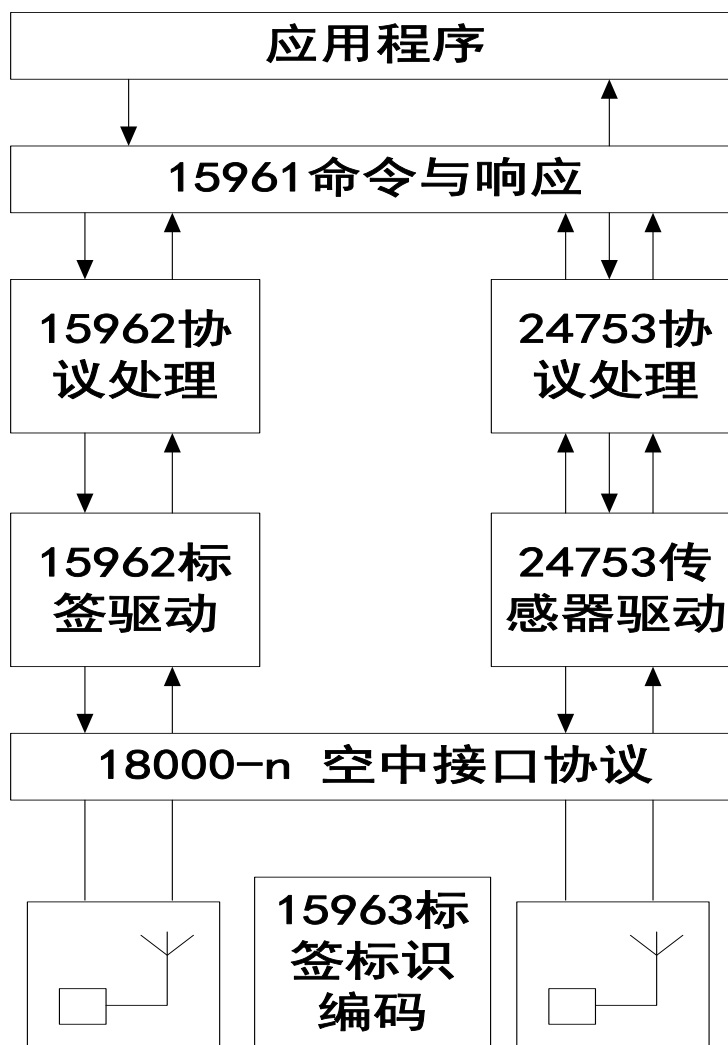 应用程序
15961命令与响应
15962协
议处理
24753协
议处理
15962标
签驱动
24753传
感器驱动
18000-n 空中接口协议
15963标
签标识
编码